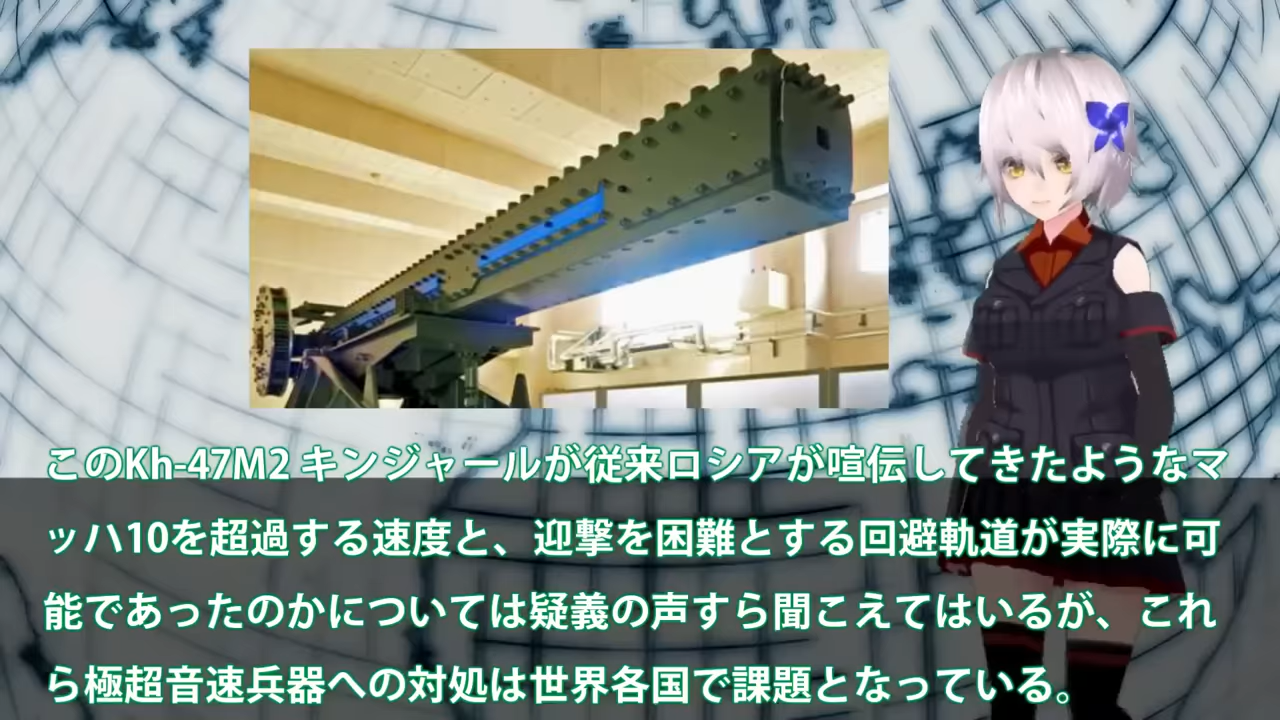 このKh-47M2 キンジャールが従来ロシアが喧伝してきたようなマ
ッハ10を超過する速度と、迎撃を困難とする回避軌道が実際に可
能であったのかについては疑義の声すら聞こえてはいるが、これ
ら極超音速兵器への対処は世界各国で課題となっている。